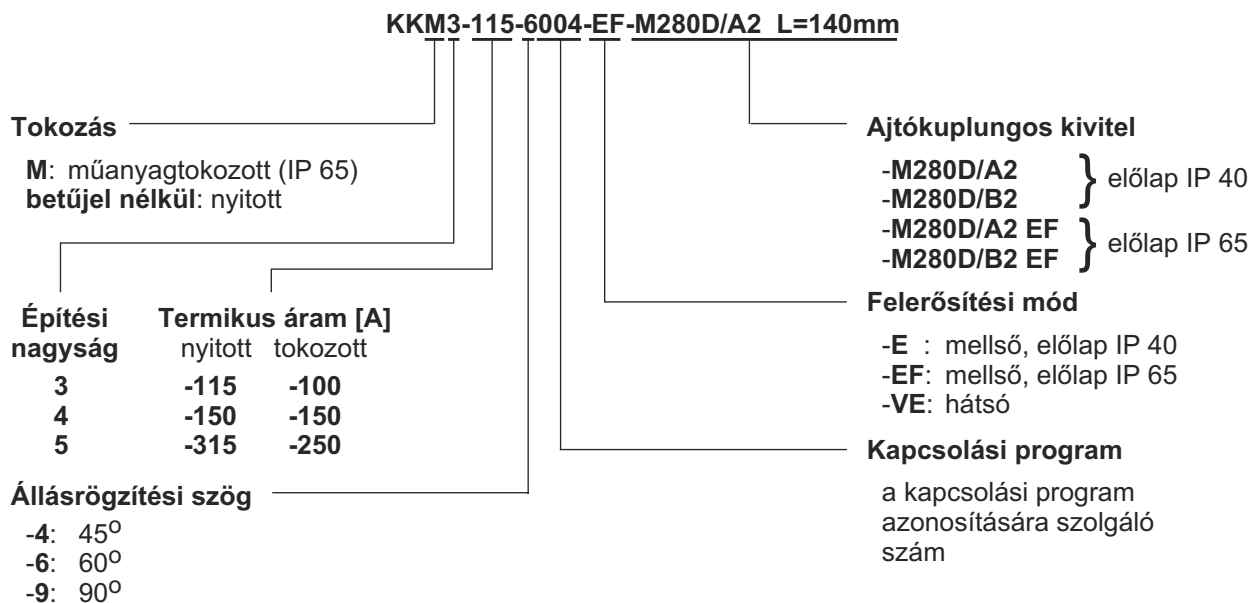 KKM3-115-6004-EF-M280D/A2 L=140mm
Tokozás
M: műanyagtokozott (IP 65)
betűjel nélkül: nyitott
Építési nagyság
Termikus áram [A]
nyitott tokozott
3 -115 -100
4 -150 -150
5 -315 -250
Állásrögzítési szög
-4: 45°
-6: 60°
-9: 90°
Ajtókuplungos kivitel
-M280D/A2
-M280D/B2
} előlap IP 40
-M280D/A2 EF
-M280D/B2 EF
} előlap IP 65
Felerősítési mód
-E : mellső, előlap IP 40
-EF: mellső, előlap IP 65
-VE: hátsó
Kapcsolási program
a kapcsolási program
azonosítására szolgáló
szám